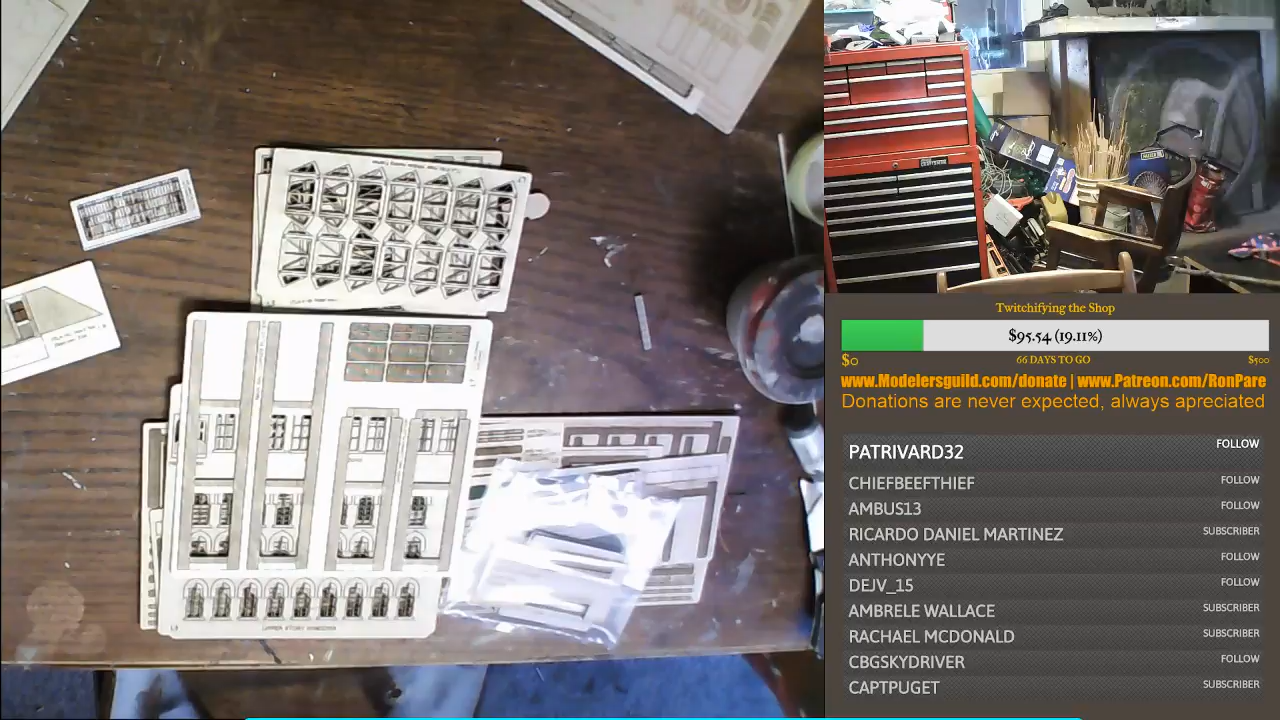 UPPER STORY WINDOWS
Twitchifying the Shop
$95.54 (19.11%)
$0
66 DAYS TO GO
$500
www.Modelersguild.com/donate | www.Patreon.com/RonPare
Donations are never expected, always apreciated
PATRIVARD32 FOLLOW
CHIEFBEEFTHIEF FOLLOW
AMBUS13 FOLLOW
RICARDO DANIEL MARTINEZ SUBSCRIBER
ANTHONYYE FOLLOW
DEJV_15 FOLLOW
AMBRELE WALLACE SUBSCRIBER
RACHAEL MCDONALD SUBSCRIBER
CBGSKYDRIVER FOLLOW
CAPTPUGET SUBSCRIBER